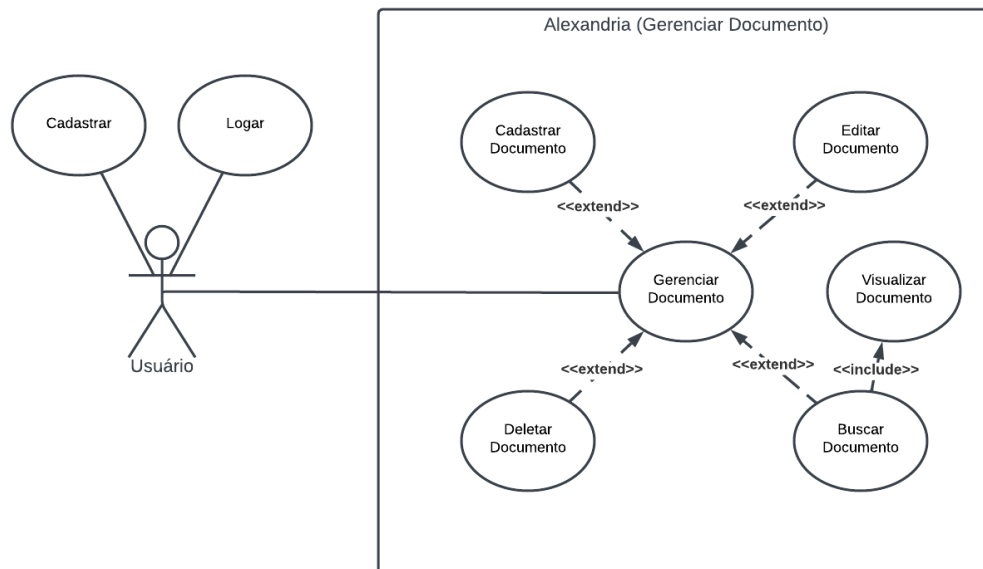 Alexandria (Gerenciar Documento)
Cadastrar
Logar
Cadastrar
Documento
Editar
Documento
<<extend>>
<<extend>>
Gerenciar
Documento
Visualizar
Documento
Usuário
<<extend>>
<<extend>>
<<include>>
Deletar
Documento
Buscar
Documento